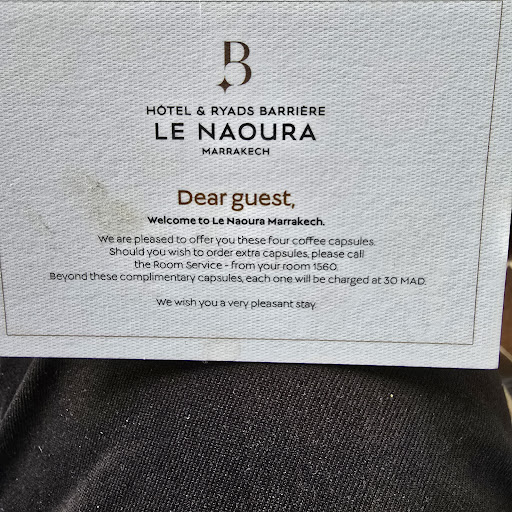 B
HÔTEL & RYADS BARRIÈRE
LE NAOURA
MARRAKECH
Dear guest,
Welcome to Le Naoura Marrakech.
We are pleased to offer you these four coffee capsules.
Should you wish to order extra capsules, please call
the Room Service - from your room 1560.
Beyond these complimentary capsules, each one will be charged at 30 MAD.
We wish you a very pleasant stay.